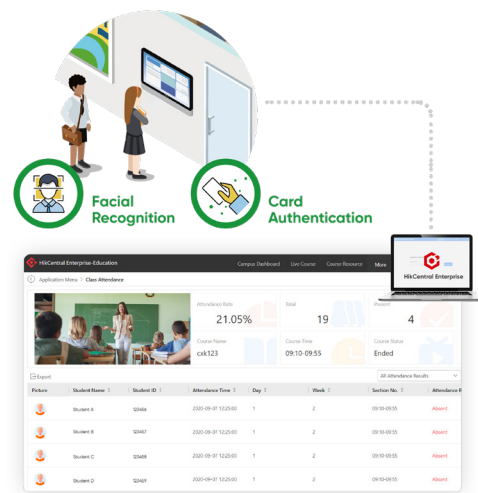 Facial
Recognition
Card
Authentication
HikCentral Enterprise
HikCentral Enterprise-Education
Campus Dashboard Live Course Course Resource More
Application Menu > Class Attendance
Attendance Rate
21.05%
Total
19
Present
4
Course Name
cxk123
Course Time
09:10-09:55
Course Status
Ended
Export
All Attendance Results
Picture Student Name Student ID Attendance Time Day Week Section No. Attendance
Student A 123456 2020-09-01 12:25:00 1 2 09:10-09:55 Absent
Student B 123457 2020-09-01 12:25:00 1 2 09:10-09:55 Absent
Student C 123458 2020-09-01 12:25:00 1 2 09:10-09:55 Absent
Student D 123459 2020-09-01 12:25:00 1 2 09:10-09:55 Absent